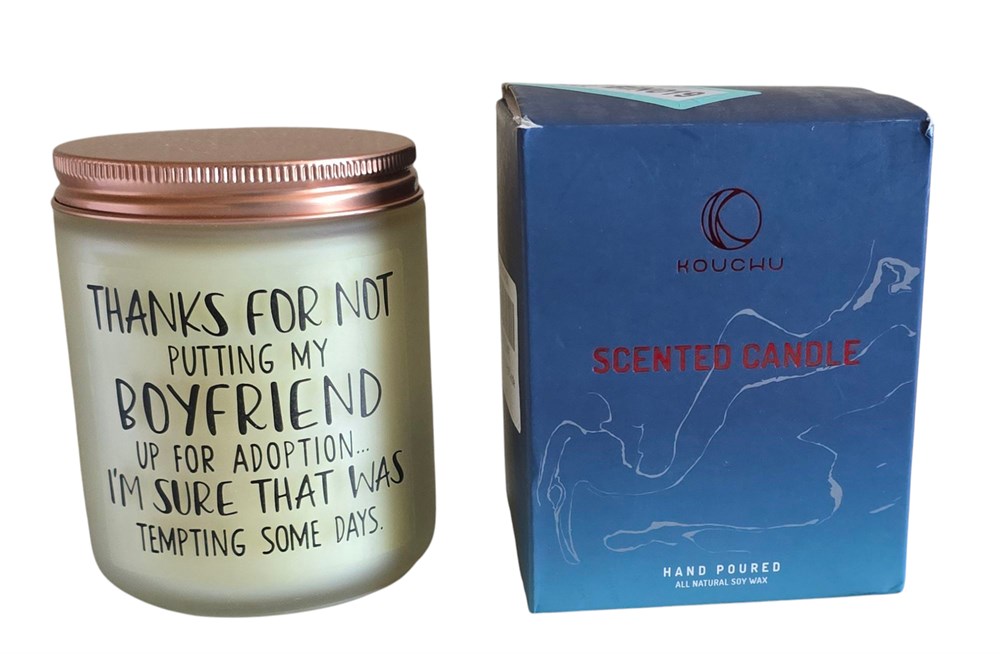 THANKS FOR NOT
PUTTING MY
BOYFRIEND
UP FOR ADOPTION...
I'M SURE THAT WAS
TEMPTING SOME DAYS.
KOUCHU
SCENTED CANDLE
HAND POURED
ALL NATURAL SOY WAX